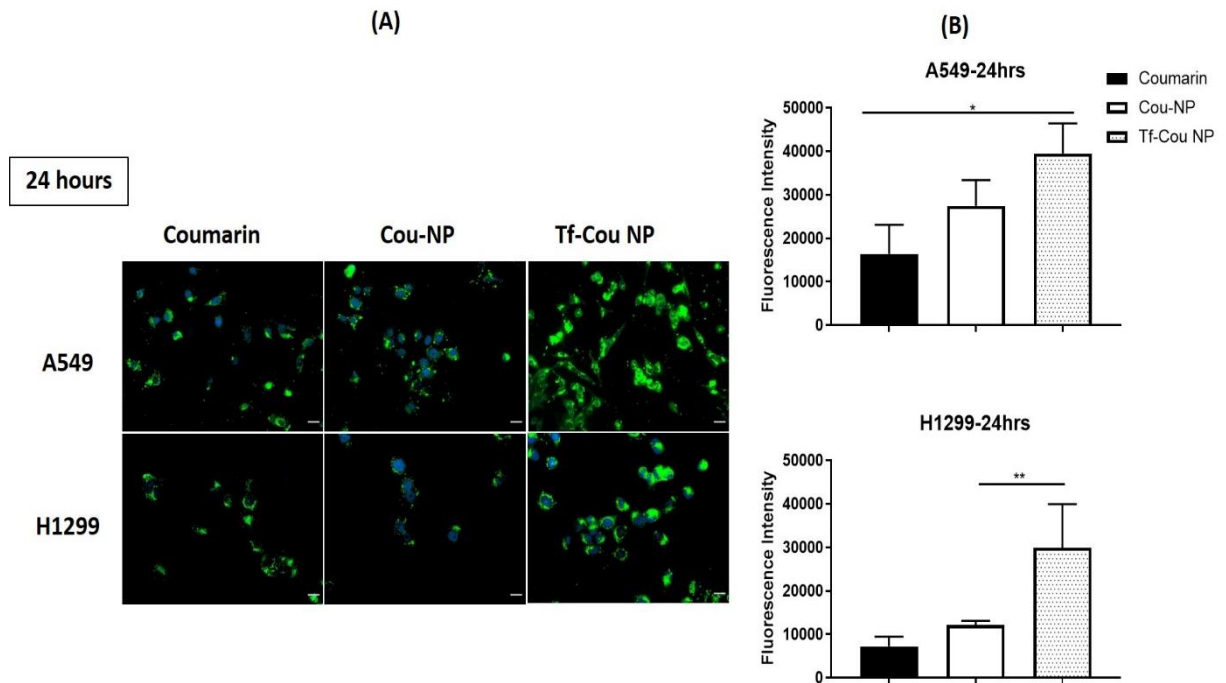 (A)
24 hours
Coumarin Cou-NP Tf-Cou NP
A549
H1299
(B)
A549-24hrs
Coumarin
Cou-NP
Tf-Cou NP
Fluorescence Intensity
50000
40000
30000
20000
10000
0
*
H1299-24hrs
Fluorescence Intensity
50000
40000
30000
20000
10000
0
**